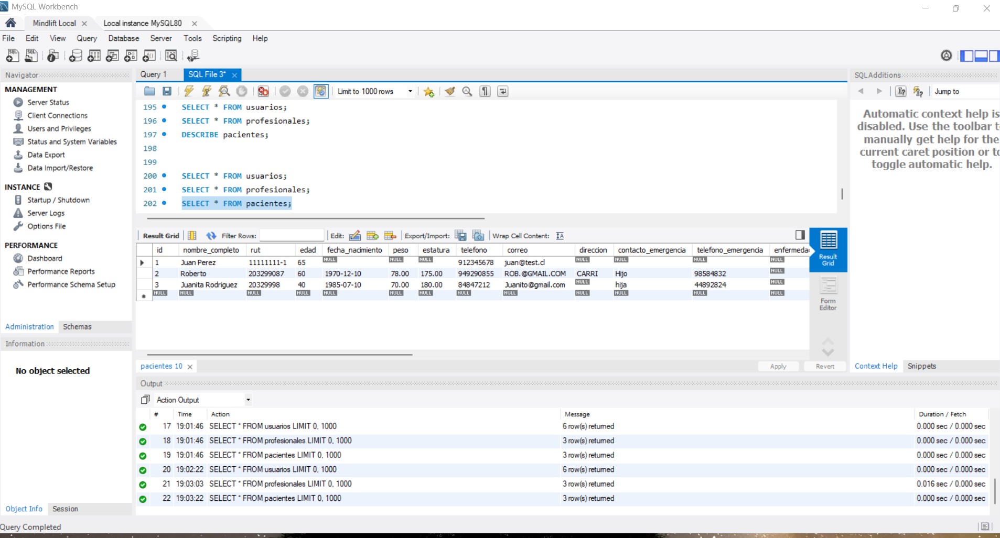 MySQL Workbench
Mindlift Local
Local instance MySQL80
File Edit View Query Database Server Tools Scripting Help
Navigator
MANAGEMENT
Server Status
Client Connections
Users and Privileges
Status and System Variables
Data Export
Data Import/Restore
INSTANCE
Startup / Shutdown
Server Logs
Options File
PERFORMANCE
Dashboard
Performance Reports
Performance Schema Setup
Administration Schemas
Information
No object selected
Object Info Session
Query Completed
Query 1 SQL File 3*
Limit to 1000 rows
195 SELECT * FROM usuarios;
196 SELECT * FROM profesionales;
197 DESCRIBE pacientes;
198
199
200 SELECT * FROM usuarios;
201 SELECT * FROM profesionales;
202 SELECT * FROM pacientes;
Result Grid Filter Rows: Edit: Export/Import: Wrap Cell Content:
id nombre_completo rut edad fecha_nacimiento peso estatura telefono correo direccion contacto_emergencia telefono_emergencia enfermeda
1 Juan Perez 11111111-1 65 NULL NULL NULL 912345678 juan@test.cl NULL NULL NULL NULL
2 Roberto 203299087 60 1970-12-10 78.00 175.00 949290855 ROB.@GMAIL.COM CARRI Hijo 98584832 NULL
3 Juanita Rodriguez 20329998 40 1985-07-10 70.00 180.00 84847212 Juanito@gmail.com NULL hija 44892824 NULL
NULL NULL NULL NULL NULL NULL NULL NULL NULL NULL NULL NULL NULL
Result
Grid
Form
Editor
pacientes 10
Apply Revert
SQLAdditions
Jump to
Automatic context help is
disabled. Use the toolbar t
manually get help for the
current caret position or to
toggle automatic help.
Context Help Snippets
Output
Action Output
# Time Action Message Duration / Fetch
17 19:01:46 SELECT * FROM usuarios LIMIT 0, 1000 6 row(s) returned 0.000 sec / 0.000 sec
18 19:01:46 SELECT * FROM profesionales LIMIT 0, 1000 3 row(s) returned 0.000 sec / 0.000 sec
19 19:01:46 SELECT * FROM pacientes LIMIT 0, 1000 3 row(s) returned 0.000 sec / 0.000 sec
20 19:02:22 SELECT * FROM usuarios LIMIT 0, 1000 6 row(s) returned 0.000 sec / 0.000 sec
21 19:03:03 SELECT * FROM profesionales LIMIT 0, 1000 3 row(s) returned 0.016 sec / 0.000 sec
22 19:03:22 SELECT * FROM pacientes LIMIT 0, 1000 3 row(s) returned 0.000 sec / 0.000 sec